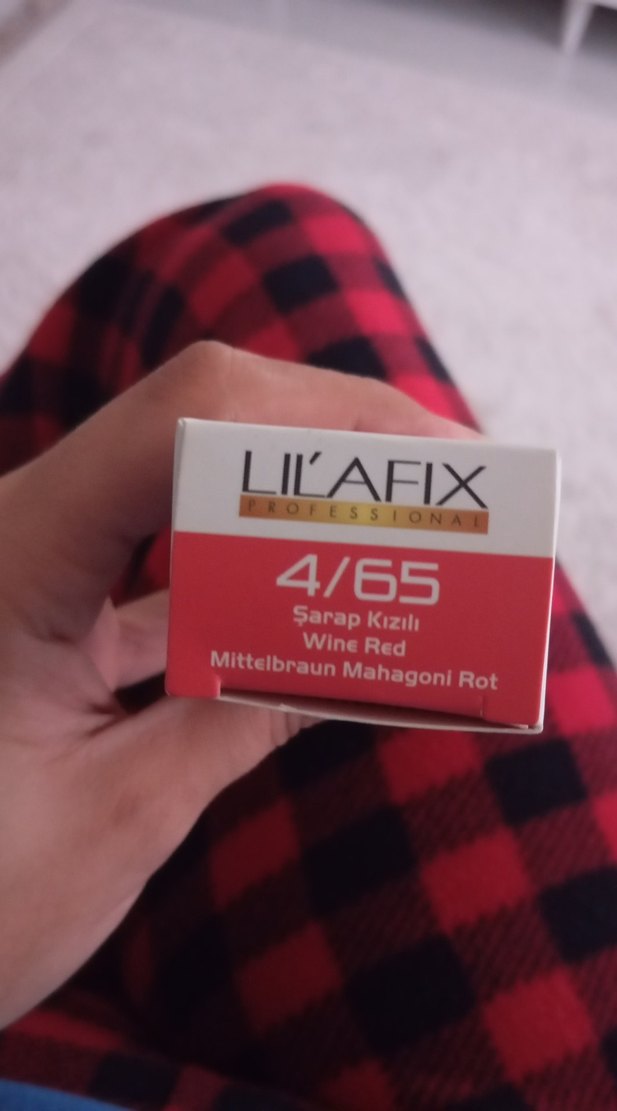 LIL'AFIX
PROFESSIONAL
4/65
Şarap Kızılı
Wine Red
Mittelbraun Mahagoni Rot